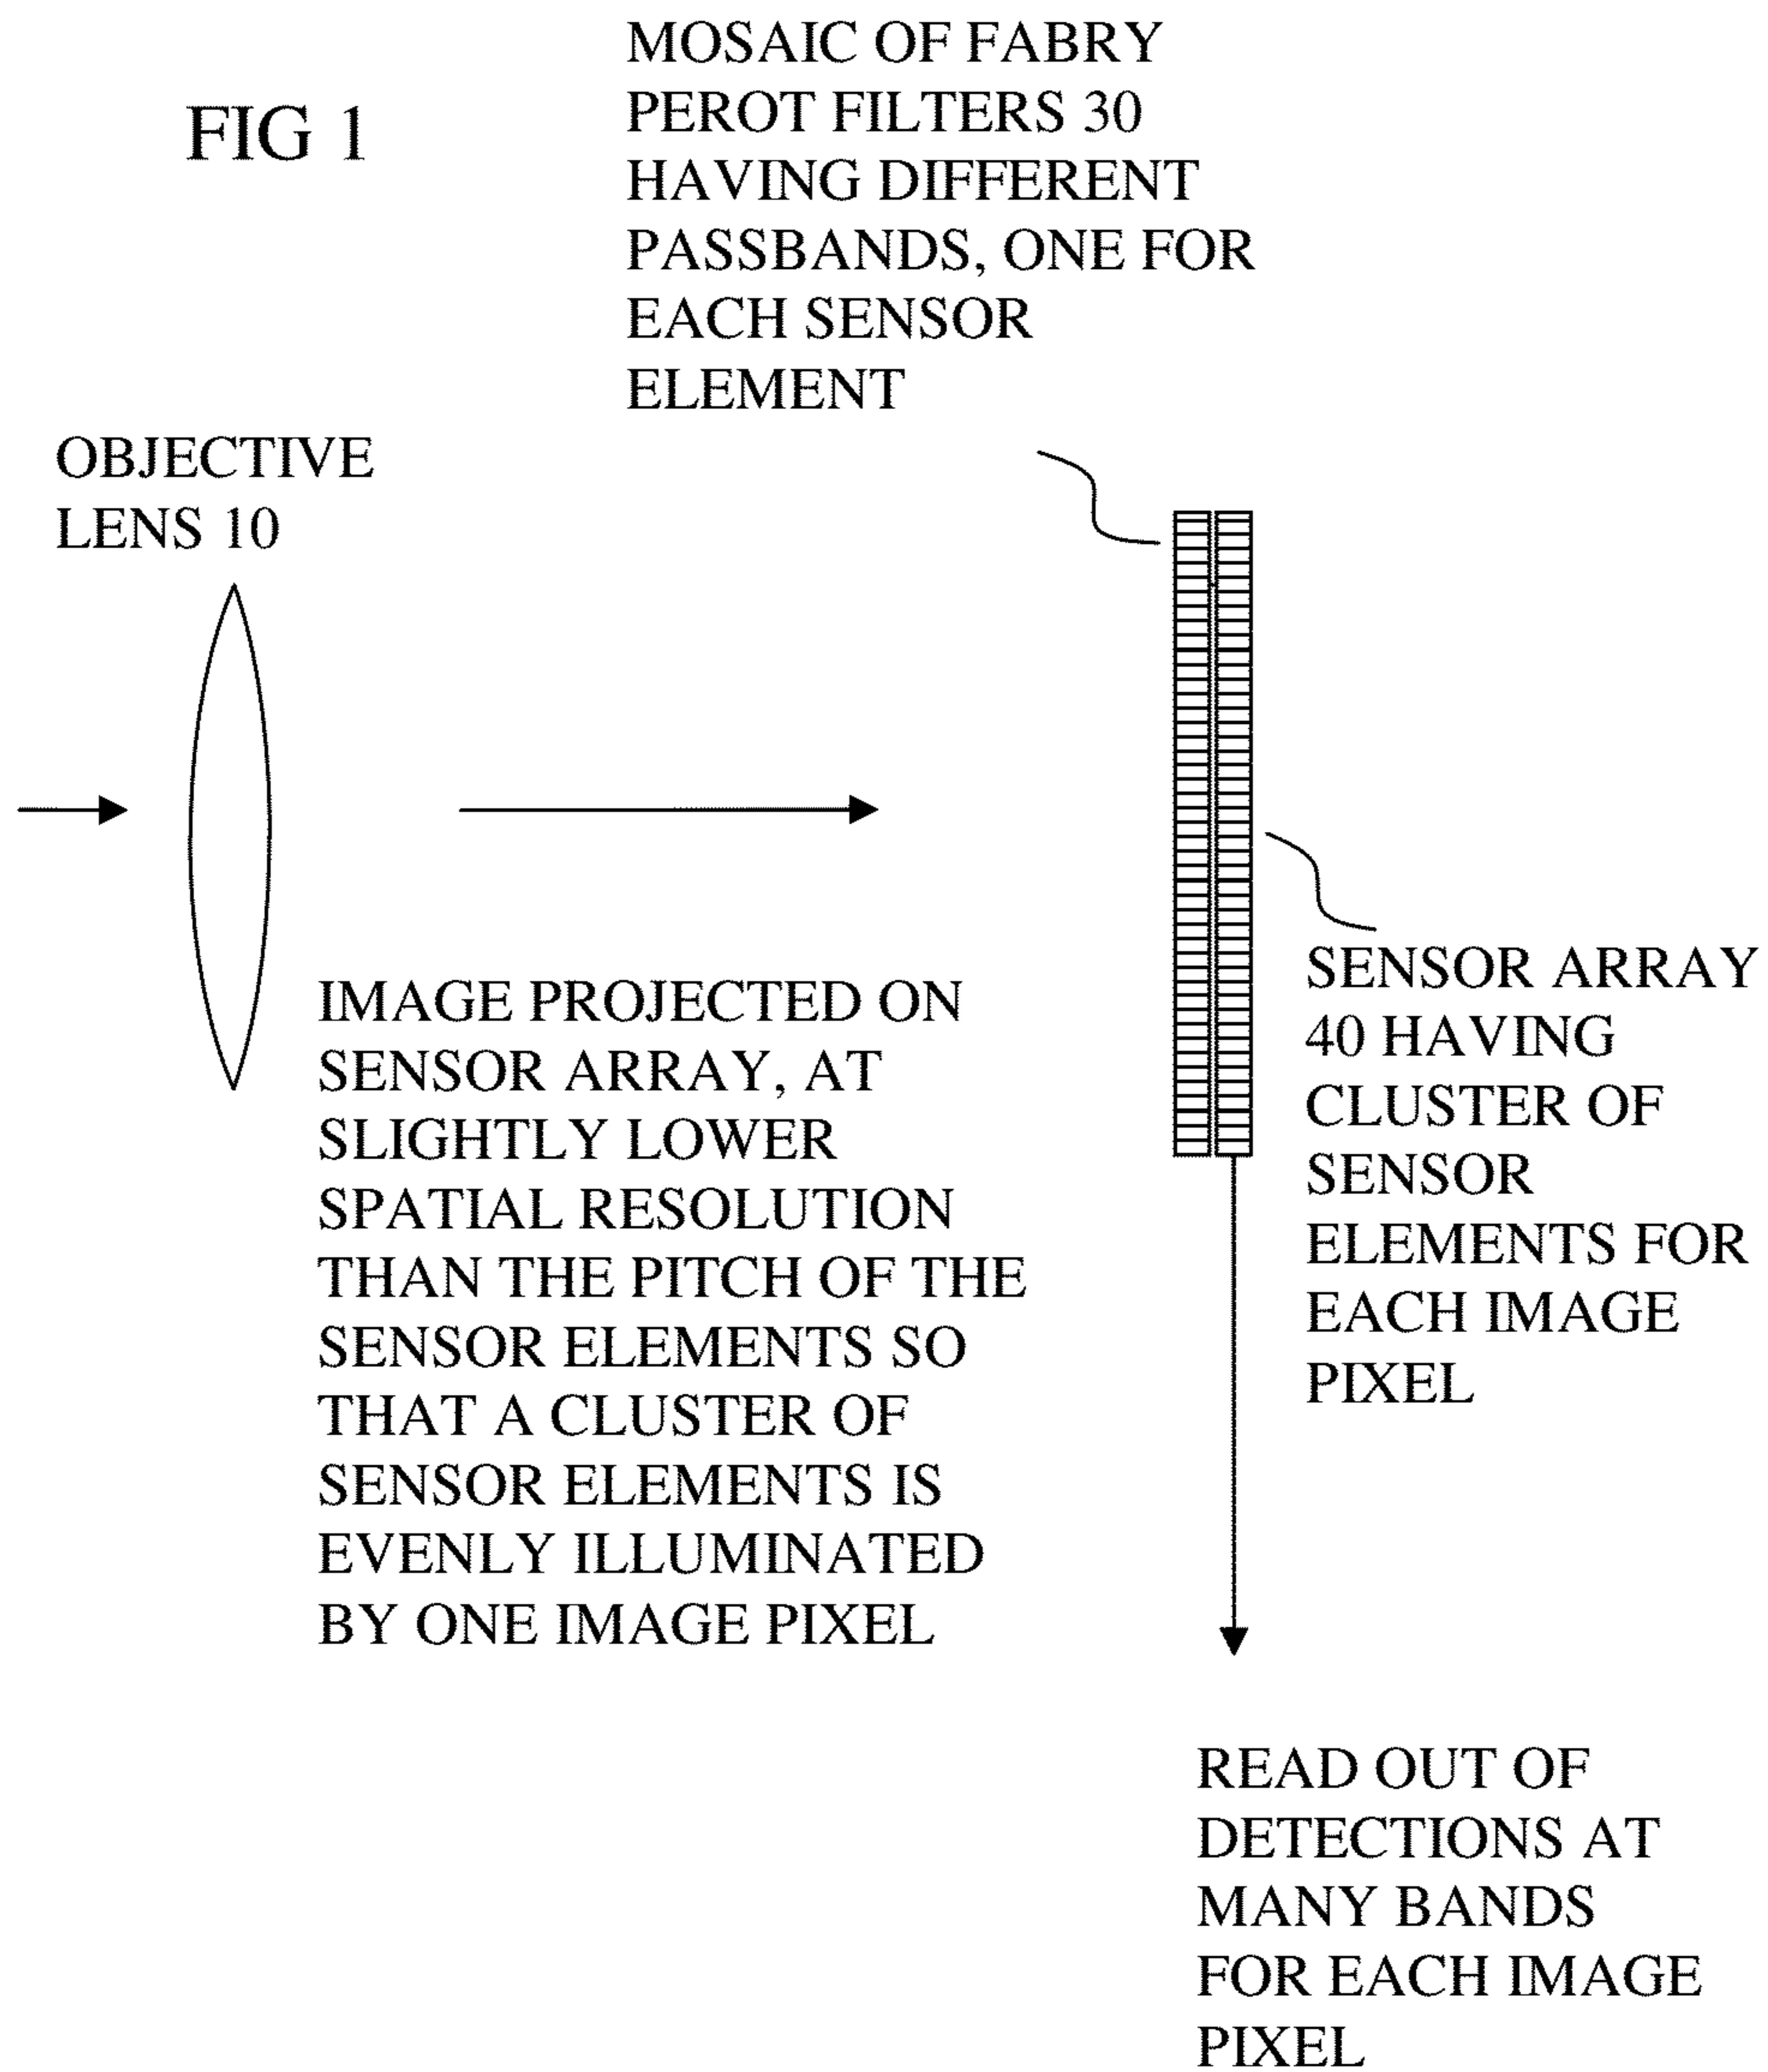 FIG 1
MOSAIC OF FABRY
PEROT FILTERS 30
HAVING DIFFERENT
PASSBANDS, ONE FOR
EACH SENSOR
ELEMENT
OBJECTIVE
LENS 10
IMAGE PROJECTED ON
SENSOR ARRAY, AT
SLIGHTLY LOWER
SPATIAL RESOLUTION
THAN THE PITCH OF THE
SENSOR ELEMENTS SO
THAT A CLUSTER OF
SENSOR ELEMENTS IS
EVENLY ILLUMINATED
BY ONE IMAGE PIXEL
SENSOR ARRAY
40 HAVING
CLUSTER OF
SENSOR
ELEMENTS FOR
EACH IMAGE
PIXEL
READ OUT OF
DETECTIONS AT
MANY BANDS
FOR EACH IMAGE
PIXEL